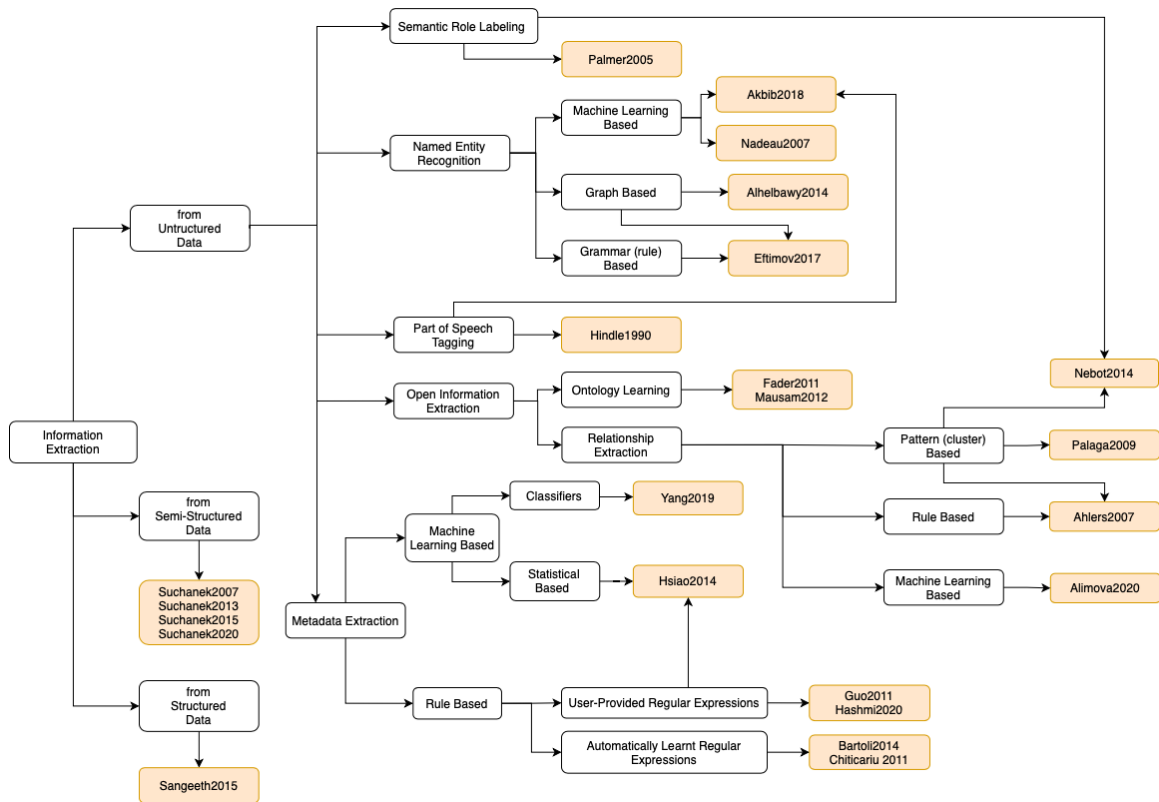 Semantic Role Labeling
Palmer2005
Akbib2018
Machine Learning
Based
Nadeau2007
Named Entity
Recognition
Graph Based
Alhelbawy2014
from
Untructured
Data
Grammar (rule)
Based
Eftimov2017
Part of Speech
Tagging
Hindle1990
Nebot2014
Open Information
Extraction
Ontology Learning
Fader2011
Mausam2012
Information
Extraction
Relationship
Extraction
Pattern (cluster)
Based
Palaga2009
from
Semi-Structured
Data
Classifiers
Yang2019
Machine
Learning Based
Rule Based
Ahlers2007
Suchanek2007
Suchanek2013
Suchanek2015
Suchanek2020
Statistical
Based
Hsiao2014
Machine Learning
Based
Alimova2020
Metadata Extraction
from
Structured
Data
Rule Based
User-Provided Regular Expressions
Guo2011
Hashmi2020
Automatically Learnt Regular
Expressions
Bartoli2014
Chiticariu 2011
Sangeeth2015